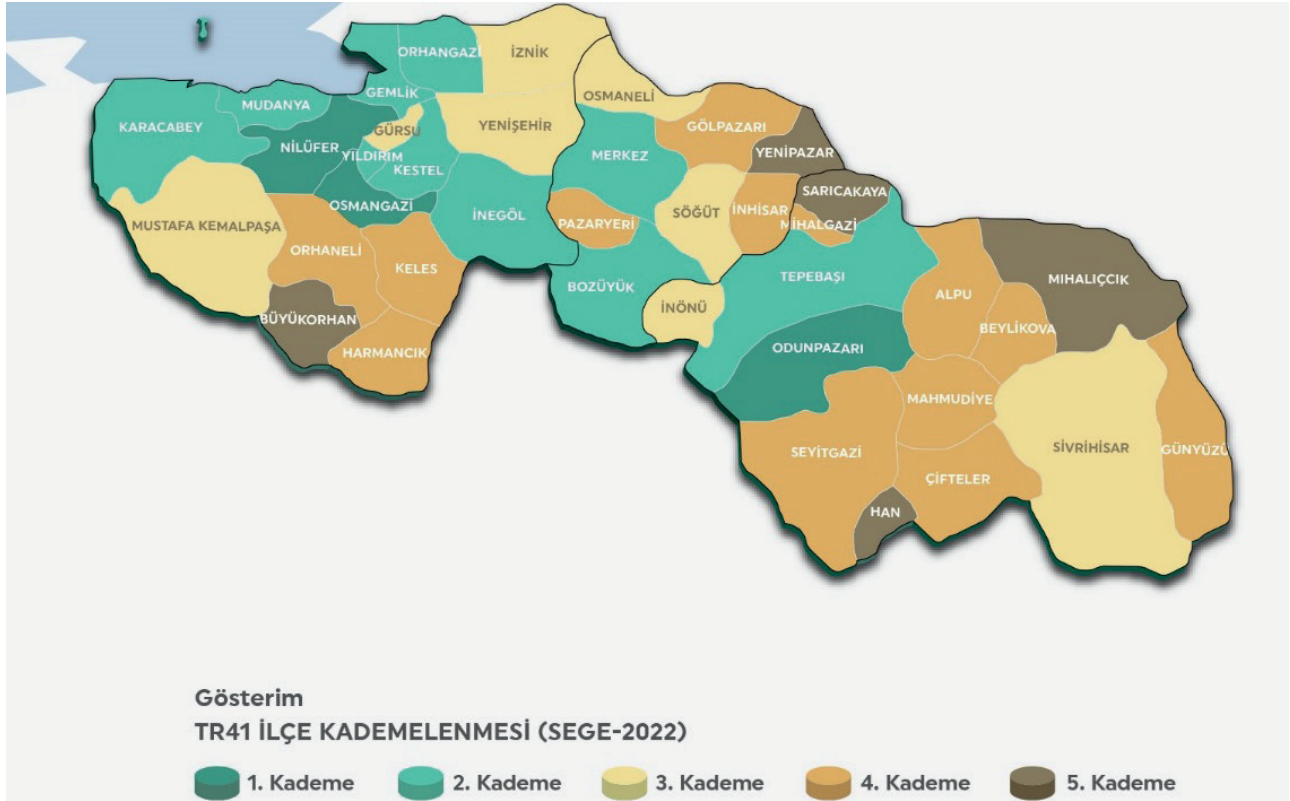 ORHANGAZİ
İZNİK
GEMLİK
OSMANELİ
MUDANYA
KARACABEY
GÜRSU
YENİŞEHİR
GÖLPAZARI
NİLÜFER
YILDIRIM
KESTEL
MERKEZ
YENİPAZAR
OSMANGAZİ
İNEGÖL
SARICAKAYA
SÖĞÜT
İNHİSAR
MUSTAFA KEMALPAŞA
PAZARYERİ
MİHALGAZİ
ORHANELİ
KELES
TEPEBAŞI
MIHALIÇCIK
BOZÜYÜK
İNÖNÜ
ALPU
BÜYÜKORHAN
BEYLİKOVA
HARMANCIK
ODUNPAZARI
MAHMUDİYE
SEYİTGAZİ
SİVRİHİSAR
GÜNYÜZÜ
ÇİFTELER
HAN
Gösterim
TR41 İLÇE KADEMELENMESİ (SEGE-2022)
1. Kademe 2. Kademe 3. Kademe 4. Kademe 5. Kademe